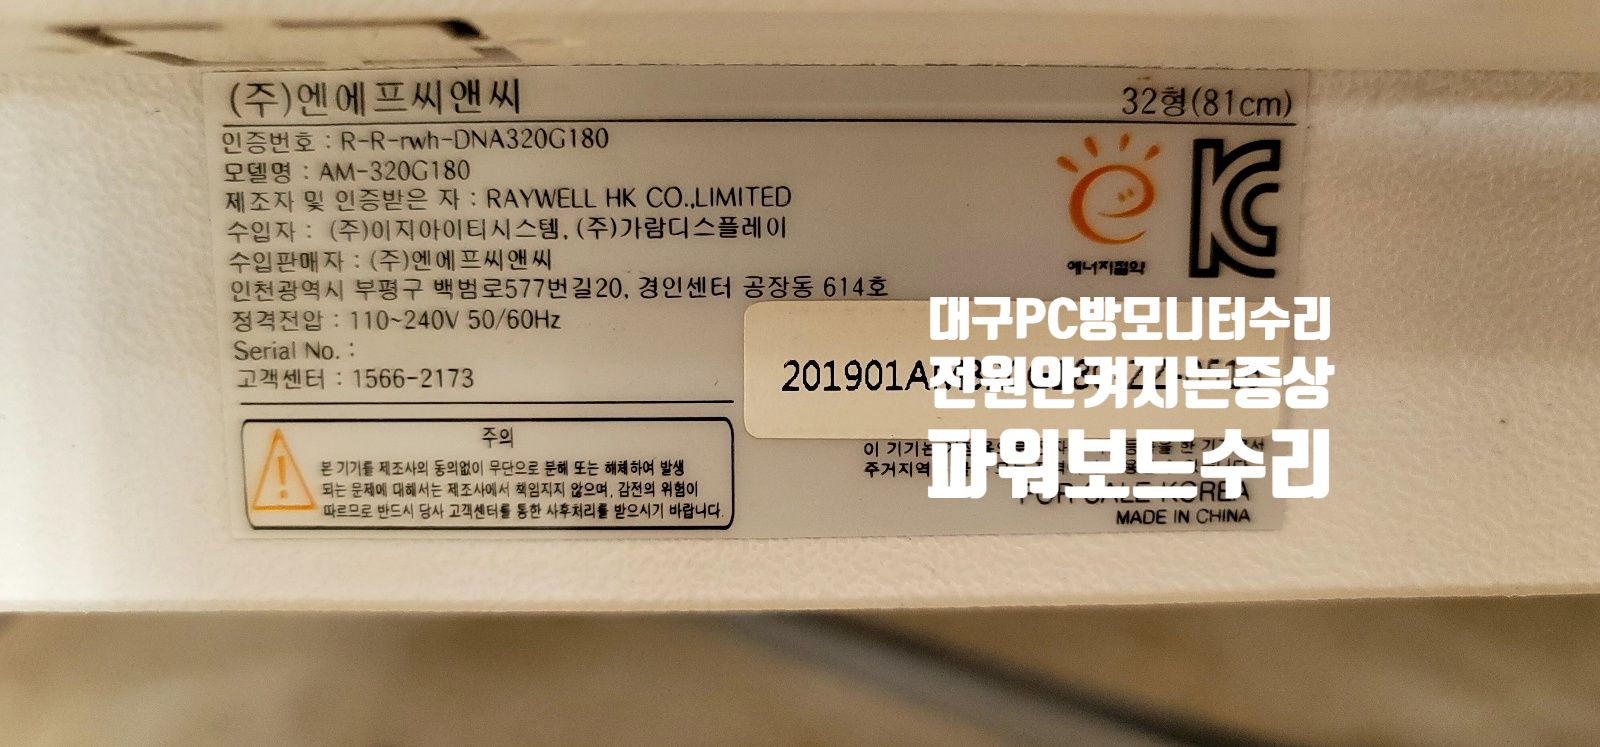 (주)엔에프씨앤씨
32형(81cm)
인증번호 : R-R-rwh-DNA320G180
모델명 : AM-320G180
제조자 및 인증받은 자 : RAYWELL HK CO.,LIMITED
수입자 : (주)이지아이티시스템, (주)가람디스플레이
수입판매자 : (주)엔에프씨앤씨
인천광역시 부평구 백범로577번길20, 경인센터 공장동 614호
정격전압 : 110~240V 50/60Hz
Serial No. :
고객센터 : 1566-2173
에너지절약
대구PC방모니터수리
전원안켜지는증상
파워보드수리
201901A
주의
본 기기를 제조사의 동의없이 무단으로 분해 또는 해체하여 발생
되는 문제에 대해서는 제조사에서 책임지지 않으며, 감전의 위험이
따르므로 반드시 당사 고객센터를 통한 사후처리를 받으시기 바랍니다.
이 기기는
주거지역
FOR SALE KOREA
MADE IN CHINA